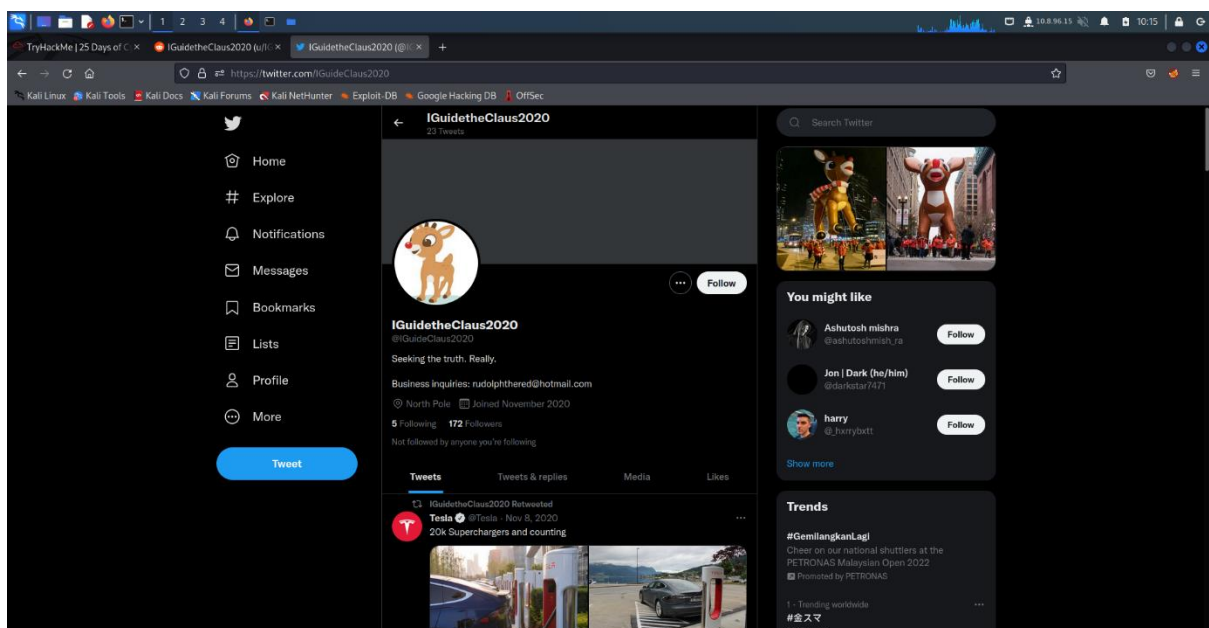 1 2 3 4
10.8.96.15
10:15
TryHackMe | 25 Days of C
IGuidetheClaus2020 (u/IG
IGuidetheClaus2020 (@IG
https://twitter.com/IGuideClaus2020
Kali Linux Kali Tools Kali Docs Kali Forums Kali NetHunter Exploit-DB Google Hacking DB OffSec
IGuidetheClaus2020
23 Tweets
Search Twitter
Home
Explore
Notifications
Messages
Bookmarks
Lists
Profile
More
Tweet
Follow
IGuidetheClaus2020
@IGuideClaus2020
Seeking the truth. Really.
Business inquiries: rudolphthered@hotmail.com
North Pole Joined November 2020
5 Following 172 Followers
Not followed by anyone you're following
Tweets Tweets & replies Media Likes
IGuidetheClaus2020 Retweeted
Tesla @Tesla · Nov 8, 2020
20k Superchargers and counting
You might like
Ashutosh mishra
@ashutoshmish_ra
Follow
Jon | Dark (he/him)
@darkstar7471
Follow
harry
@_hxrrybxtt
Follow
Show more
Trends
#GemilangkanLagi
Cheer on our national shuttlers at the
PETRONAS Malaysian Open 2022
Promoted by PETRONAS
1 · Trending worldwide
#金スマ